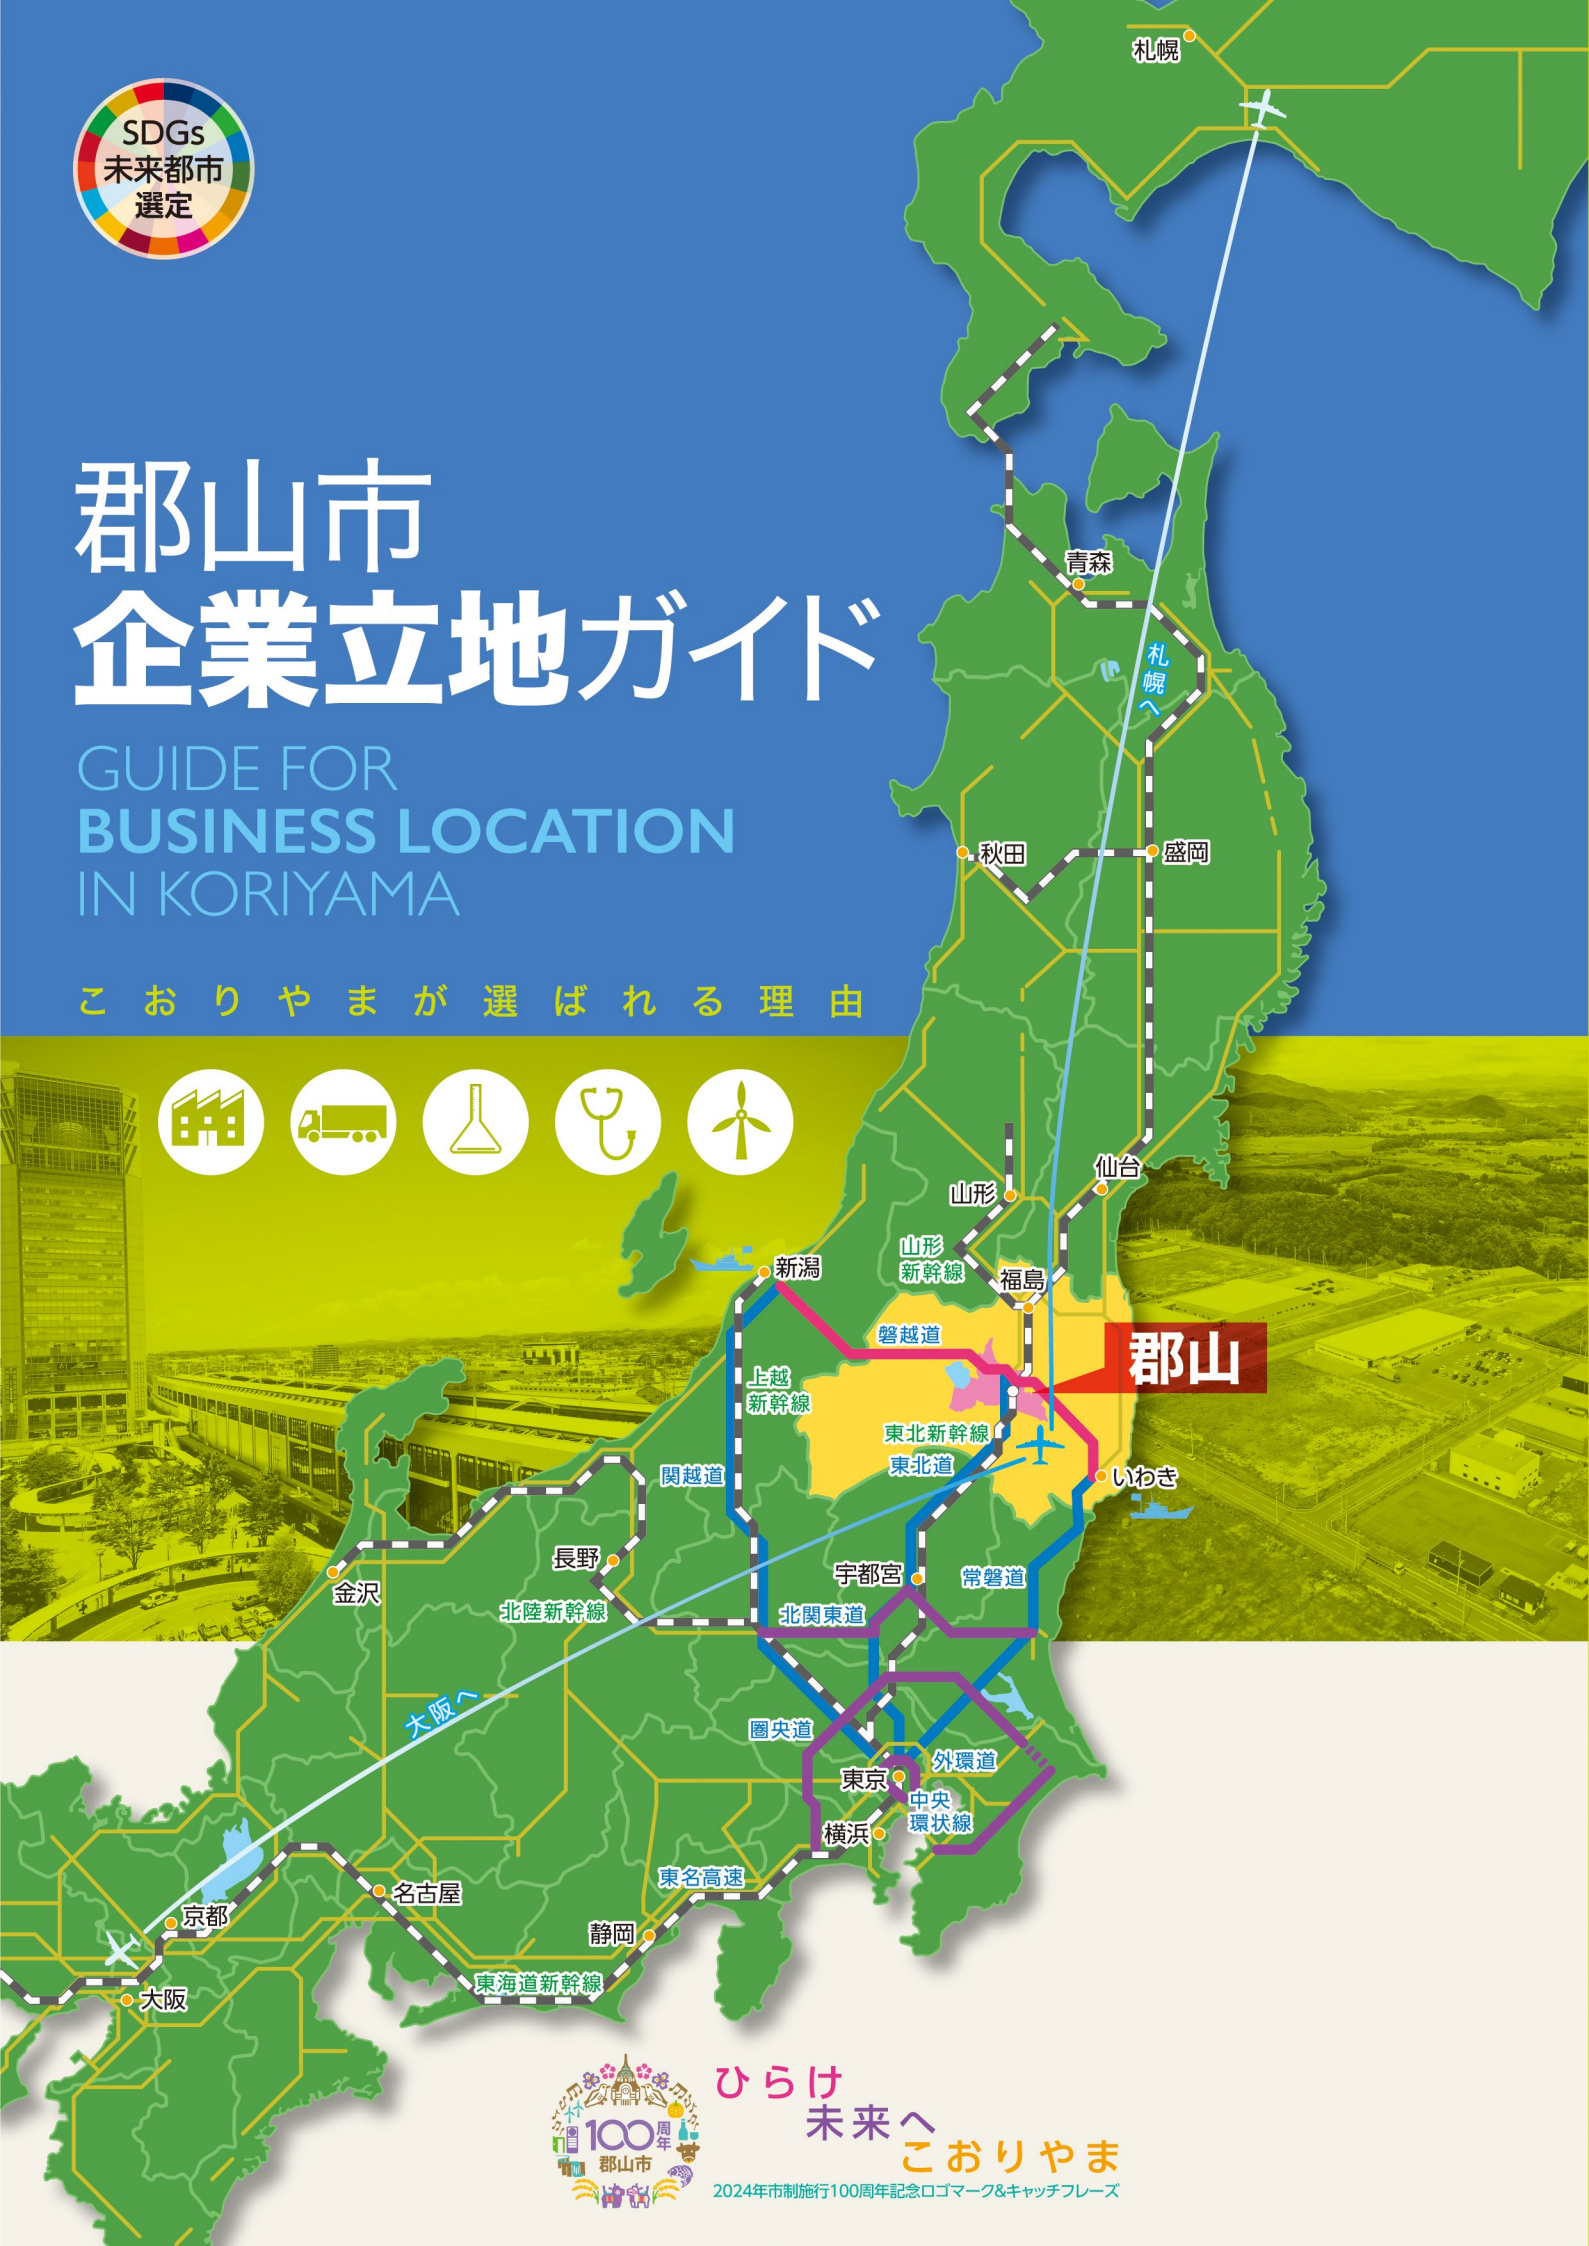 SDGs
未来都市
選定
郡山市
企業立地ガイド
GUIDE FOR
BUSINESS LOCATION
IN KORIYAMA
こおりやまが選ばれる理由
札幌
青森
札幌へ
秋田
盛岡
仙台
山形
山形
新幹線
福島
新潟
磐越道
郡山
上越
新幹線
東北新幹線
東北道
関越道
いわき
長野
金沢
宇都宮
常磐道
北陸新幹線
北関東道
大阪へ
圏央道
外環道
東京
中央
環状線
横浜
東名高速
名古屋
京都
静岡
東海道新幹線
大阪
100周年
郡山市
ひらけ
未来へ
こおりやま
2024年市制施行100周年記念ロゴマーク&キャッチフレーズ